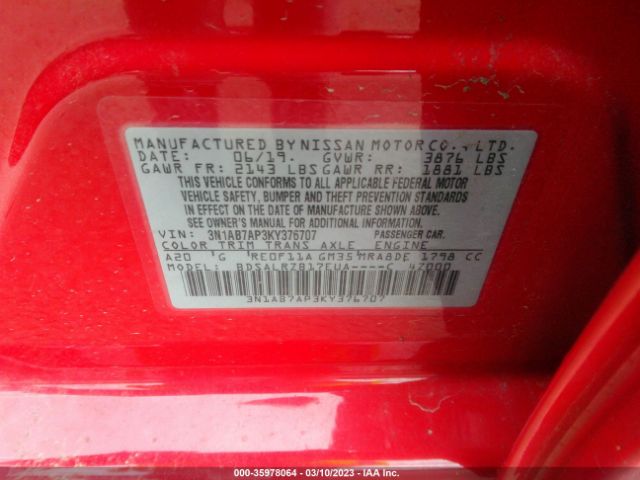 MANUFACTURED BY NISSAN MOTOR CO., LTD.
DATE: 06/19. GVWR: 3876 LBS
GAWR FR: 2143 LBS GAWR RR: 1881 LBS
THIS VEHICLE CONFORMS TO ALL APPLICABLE FEDERAL MOTOR
VEHICLE SAFETY, BUMPER AND THEFT PREVENTION STANDARDS
IN EFFECT ON THE DATE OF MANUFACTURE SHOWN ABOVE.
SEE OWNER'S MANUAL FOR ADDITIONAL INFORMATION
VIN: 3N1AB7AP3KY376707 PASSENGER CAR.
COLOR TRIM TRANS AXLE ENGINE
A20 G RE0F11A GM35 MRA8DE 1798 CC
BDSALRZB17EUA----C 47000
3N1AB7AP3KY376707
000-35978064 - 03/10/2023 - IAA Inc.